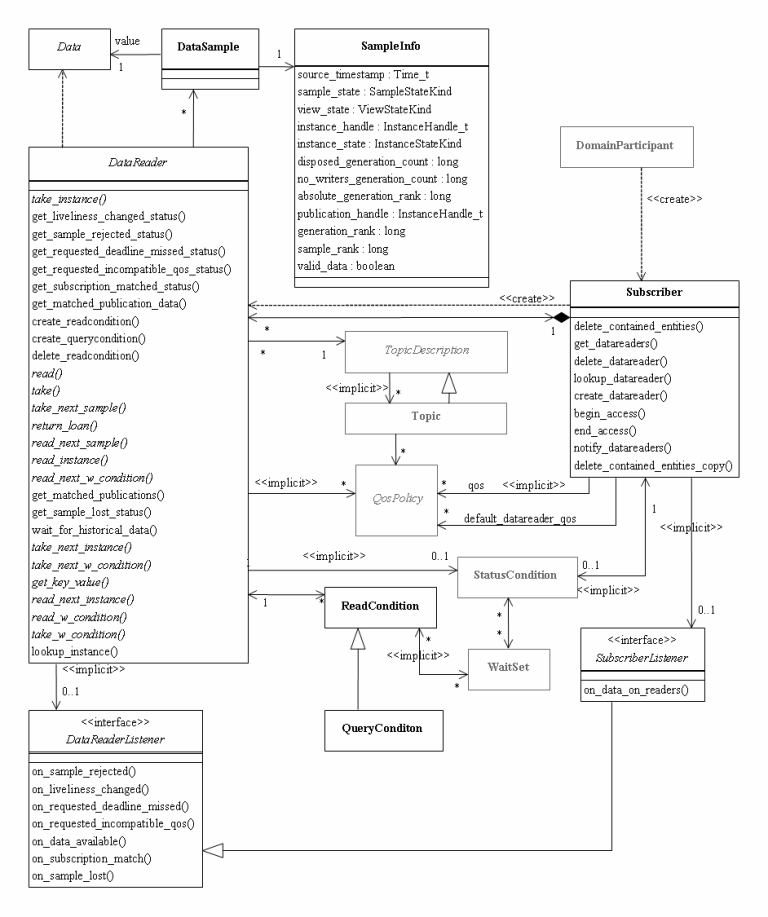 Data
value
1
DataSample
1
*
SampleInfo
source_timestamp : Time_t
sample_state : SampleStateKind
view_state : ViewStateKind
instance_handle : InstanceHandle_t
instance_state : InstanceStateKind
disposed_generation_count : long
no_writers_generation_count : long
absolute_generation_rank : long
publication_handle : InstanceHandle_t
generation_rank : long
sample_rank : long
valid_data : boolean
DomainParticipant
<<create>>
DataReader
take_instance()
get_liveliness_changed_status()
get_sample_rejected_status()
get_requested_deadline_missed_status()
get_requested_incompatible_qos_status()
get_subscription_matched_status()
get_matched_publication_data()
create_readcondition()
create_querycondition()
delete_readcondition()
read()
take()
take_next_sample()
return_loan()
read_next_sample()
read_instance()
read_next_w_condition()
get_matched_publications()
get_sample_lost_status()
wait_for_historical_data()
take_next_instance()
take_next_w_condition()
get_key_value()
read_next_instance()
read_w_condition()
take_w_condition()
lookup_instance()
<<create>>
*
1
Subscriber
delete_contained_entities()
get_datareaders()
delete_datareader()
lookup_datareader()
create_datareader()
begin_access()
end_access()
notify_datareaders()
delete_contained_entities_copy()
*
1
TopicDescription
<<implicit>>
*
Topic
*
<<implicit>>
*
QosPolicy
*
qos
<<implicit>>
*
default_datareader_qos
<<implicit>>
0..1
StatusCondition
0..1
<<implicit>>
1
<<implicit>>
0..1
1
*
ReadCondition
*
<<implicit>>
*
*
*
WaitSet
QueryConditon
<<interface>>
SubscriberListener
on_data_on_readers()
<<implicit>>
0..1
<<interface>>
DataReaderListener
on_sample_rejected()
on_liveliness_changed()
on_requested_deadline_missed()
on_requested_incompatible_qos()
on_data_available()
on_subscription_match()
on_sample_lost()